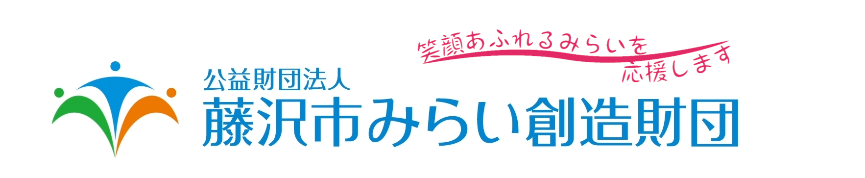 笑顔あふれるみらいを
応援します
公益財団法人
藤沢市みらい創造財団